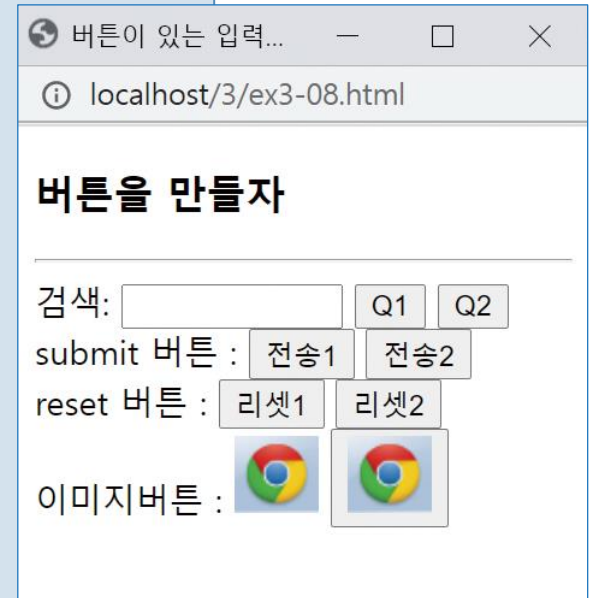 버튼이 있는 입력...
localhost/3/ex3-08.html
버튼을 만들자
검색: Q1 Q2
submit 버튼 : 전송1 전송2
reset 버튼 : 리셋1 리셋2
이미지버튼 :